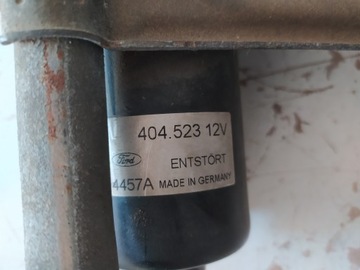 404.523 12V
Ford ENTSTÖRT
4457A MADE IN GERMANY